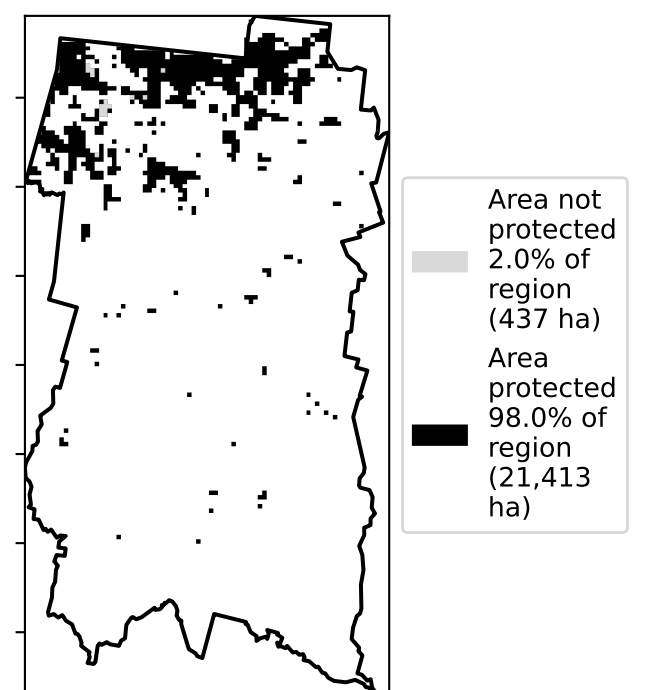 Area not
protected
2.0% of
region
(437 ha)
Area
protected
98.0% of
region
(21,413
ha)